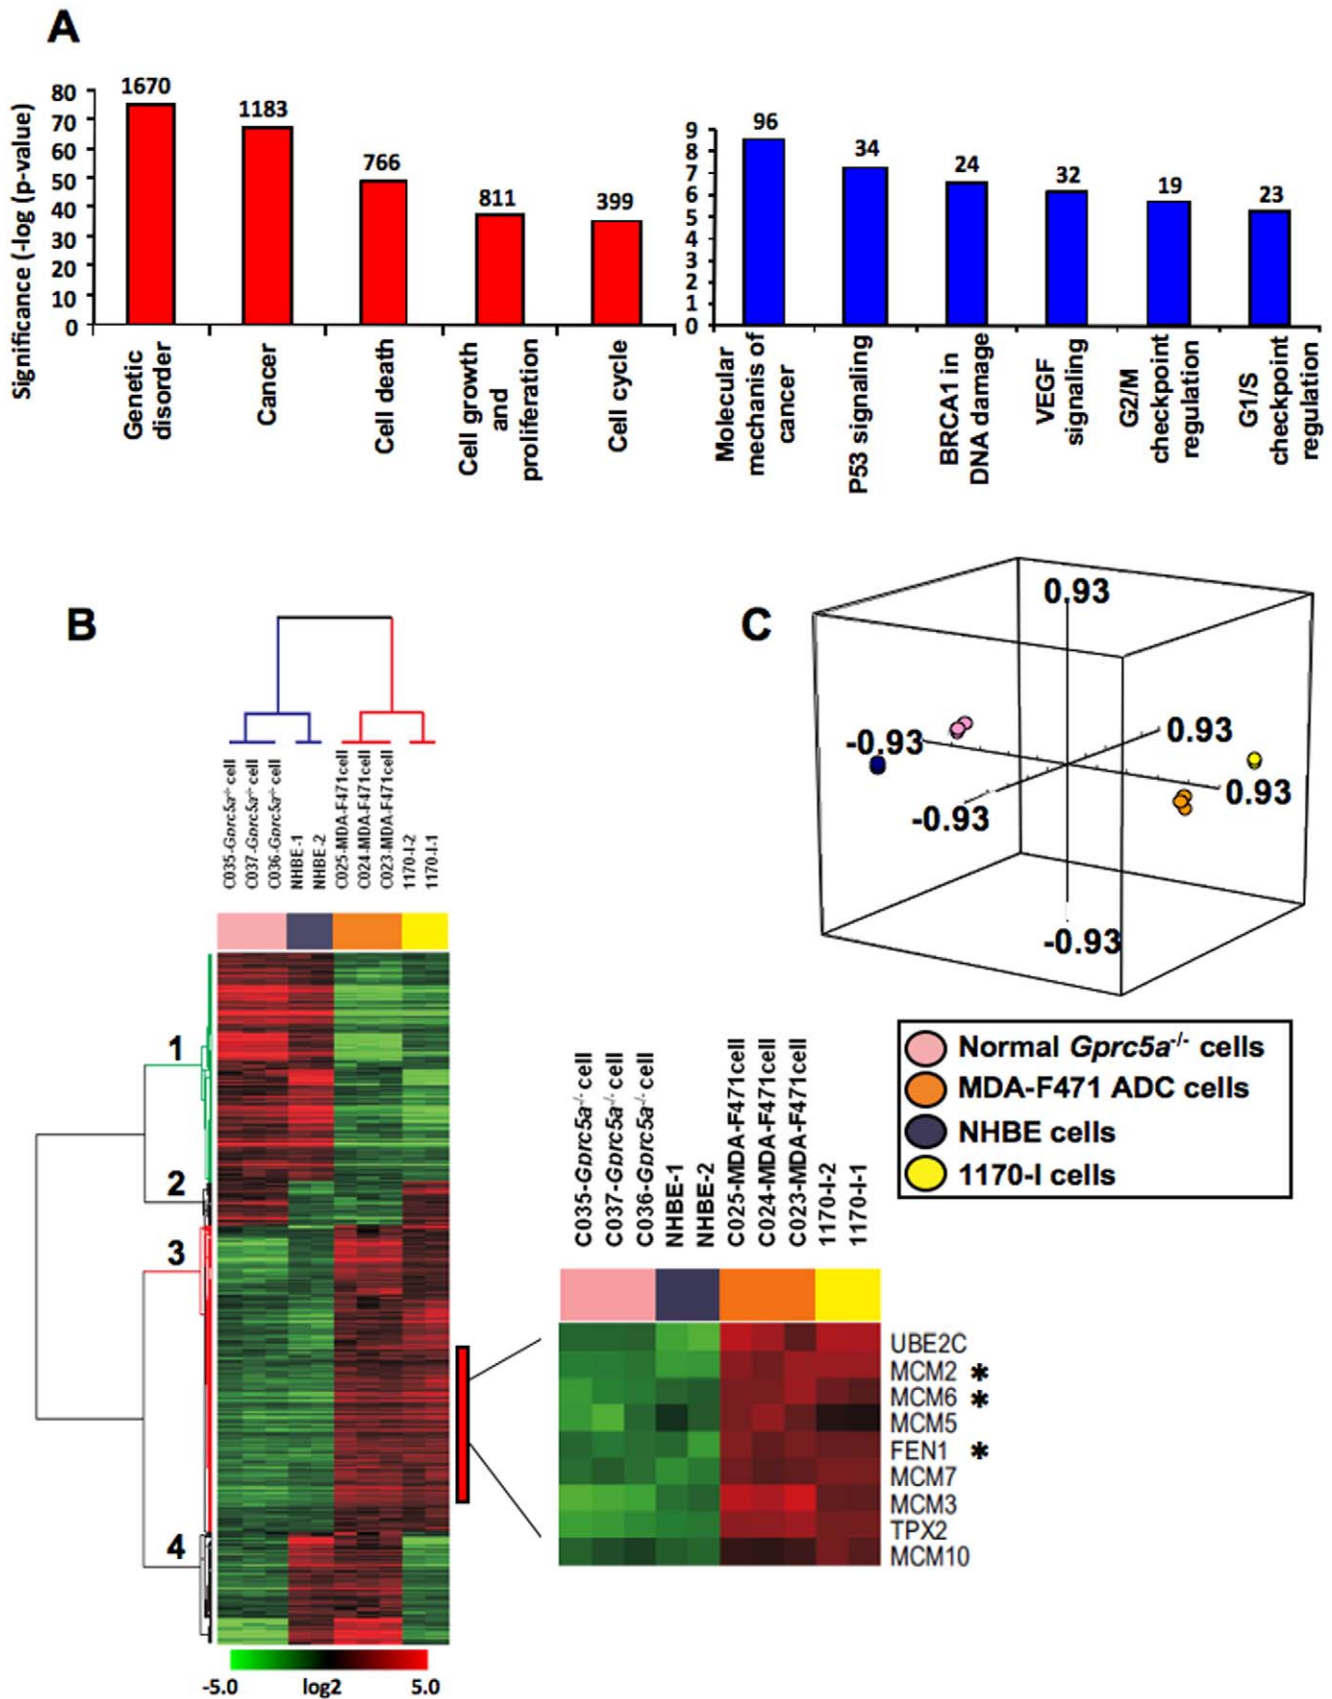 A
Significance (-log (p-value)
80
70
60
50
40
30
20
10
0
1670
1183
766
811
399
Genetic
disorder
Cancer
Cell death
Cell growth
and
proliferation
Cell cycle
9
8
7
6
5
4
3
2
1
0
96
34
24
32
19
23
Molecular
mechanis of
cancer
P53 signaling
BRCA1 in
DNA damage
VEGF
signaling
G2/M
checkpoint
regulation
G1/S
checkpoint
regulation
B
C035-Gprc5a-/- cell
C037-Gprc5a-/- cell
C036-Gprc5a-/- cell
NHBE-1
NHBE-2
C025-MDA-F471cell
C024-MDA-F471cell
C023-MDA-F471cell
1170-I-2
1170-I-1
1
2
3
4
-5.0 log2 5.0
C035-Gprc5a-/- cell
C037-Gprc5a-/- cell
C036-Gprc5a-/- cell
NHBE-1
NHBE-2
C025-MDA-F471cell
C024-MDA-F471cell
C023-MDA-F471cell
1170-I-2
1170-I-1
UBE2C
MCM2 *
MCM6 *
MCM5
FEN1 *
MCM7
MCM3
TPX2
MCM10
C
0.93
-0.93
0.93
0.93
-0.93
-0.93
Normal Gprc5a-/- cells
MDA-F471 ADC cells
NHBE cells
1170-I cells